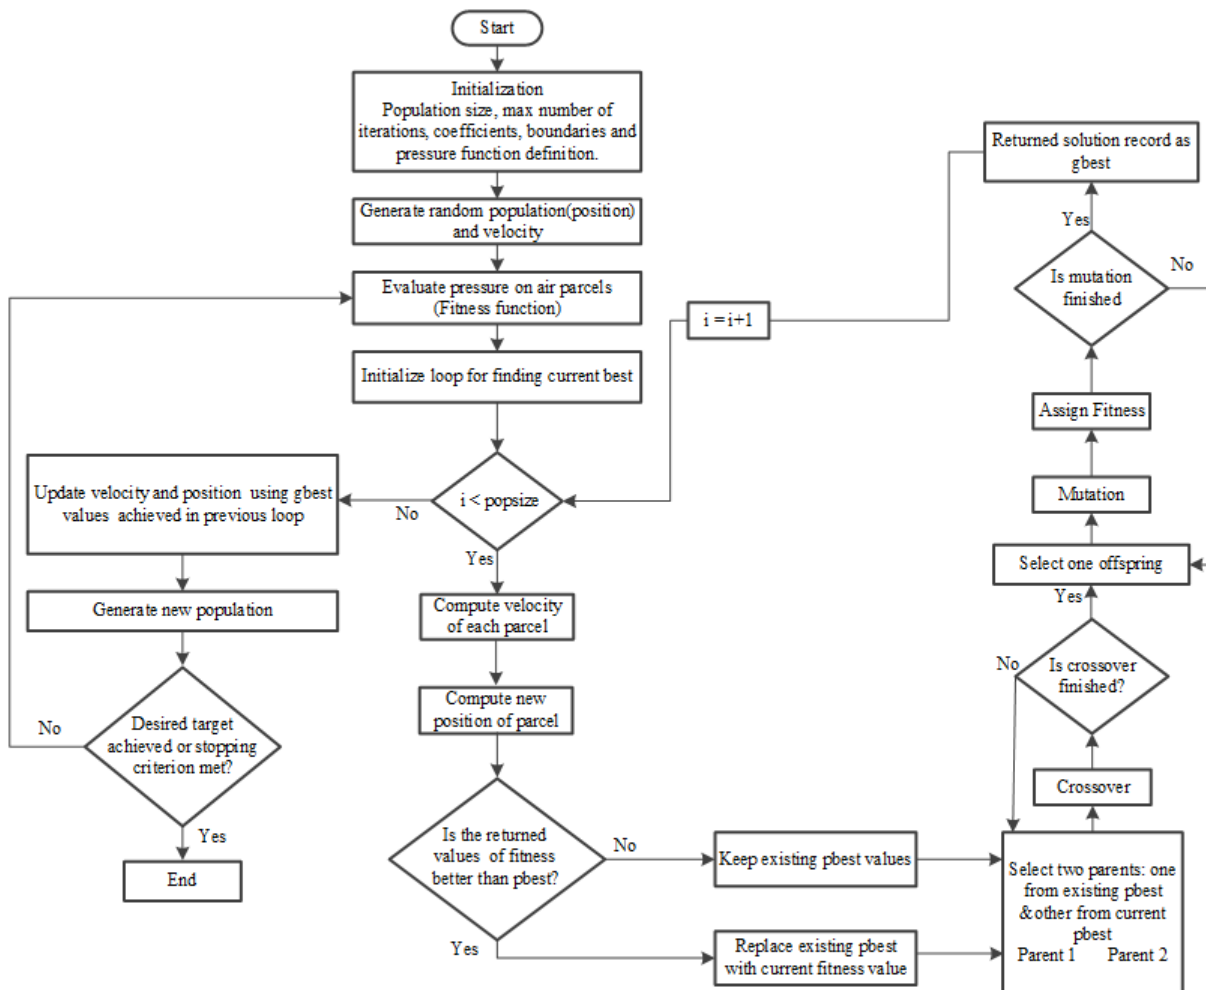 Start
Initialization
Population size, max number of
iterations, coefficients, boundaries and
pressure function definition.
Generate random population(position)
and velocity
Evaluate pressure on air parcels
(Fitness function)
Initialize loop for finding current best
i < popsize
No
Yes
Update velocity and position using gbest
values achieved in previous loop
Generate new population
Desired target
achieved or stopping
criterion met?
No
Yes
End
Compute velocity
of each parcel
Compute new
position of parcel
Is the returned
values of fitness
better than pbest?
No
Yes
Keep existing pbest values
Replace existing pbest
with current fitness value
Select two parents: one
from existing pbest
&other from current
pbest
Parent 1 Parent 2
Crossover
Is crossover
finished?
No
Yes
Select one offspring
Mutation
Assign Fitness
Is mutation
finished
No
Yes
Returned solution record as
gbest
i = i+1